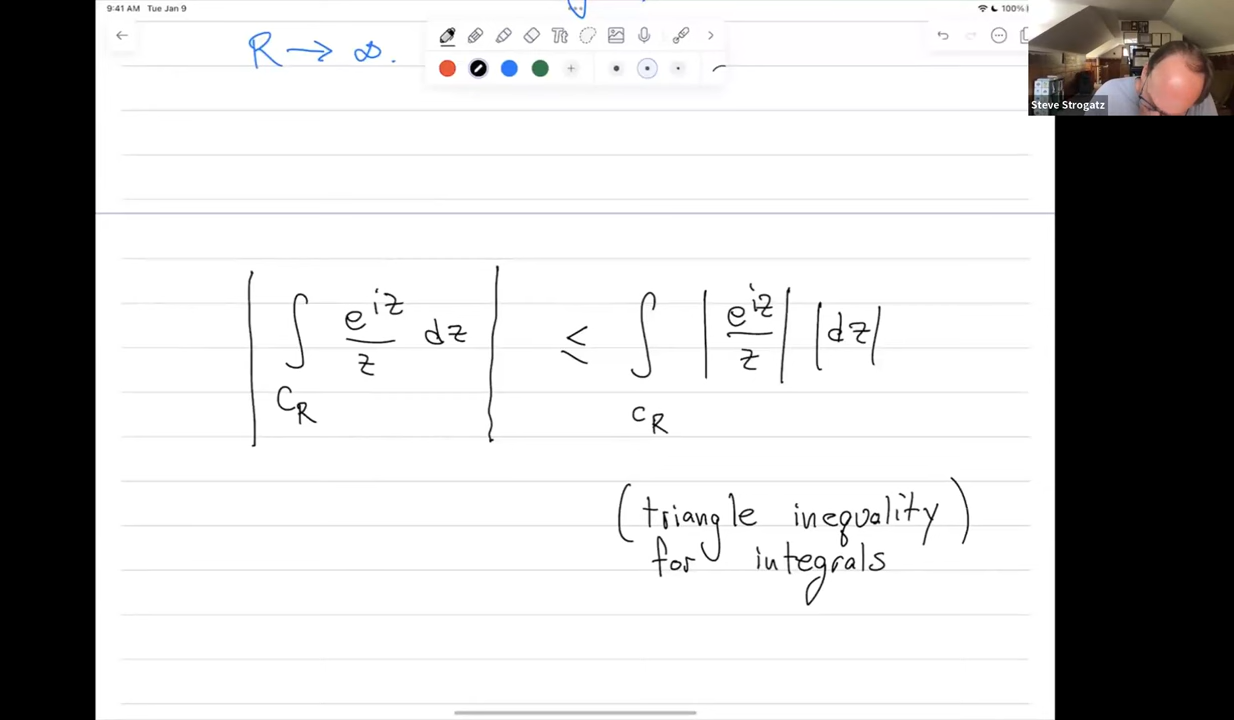 9:41 AM Tue Jan 9
100%
R → ∞.
Tt
Steve Strogatz
| ∫_{C_R} e^{iz}/z dz | ≤ ∫_{C_R} |e^{iz}/z| |dz|
(triangle inequality)
for integrals